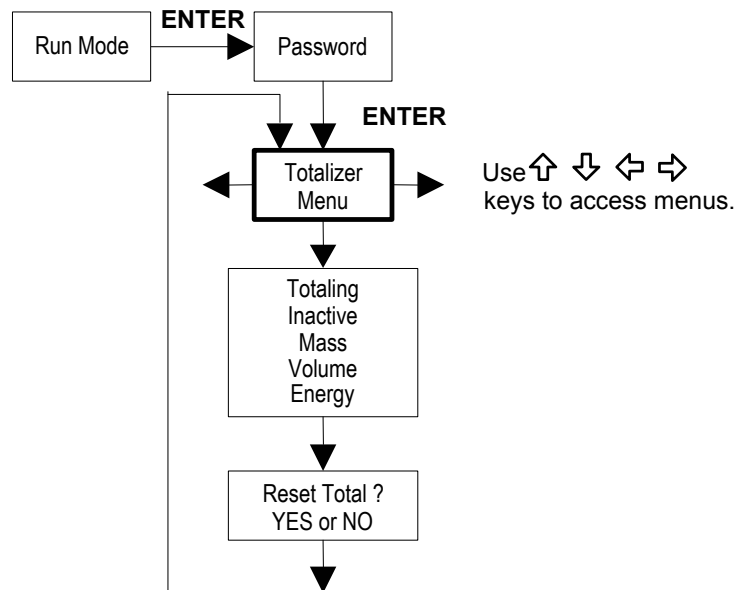 ENTER
Run Mode
Password
ENTER
Totalizer
Menu
Use
keys to access menus.
Totaling
Inactive
Mass
Volume
Energy
Reset Total ?
YES or NO